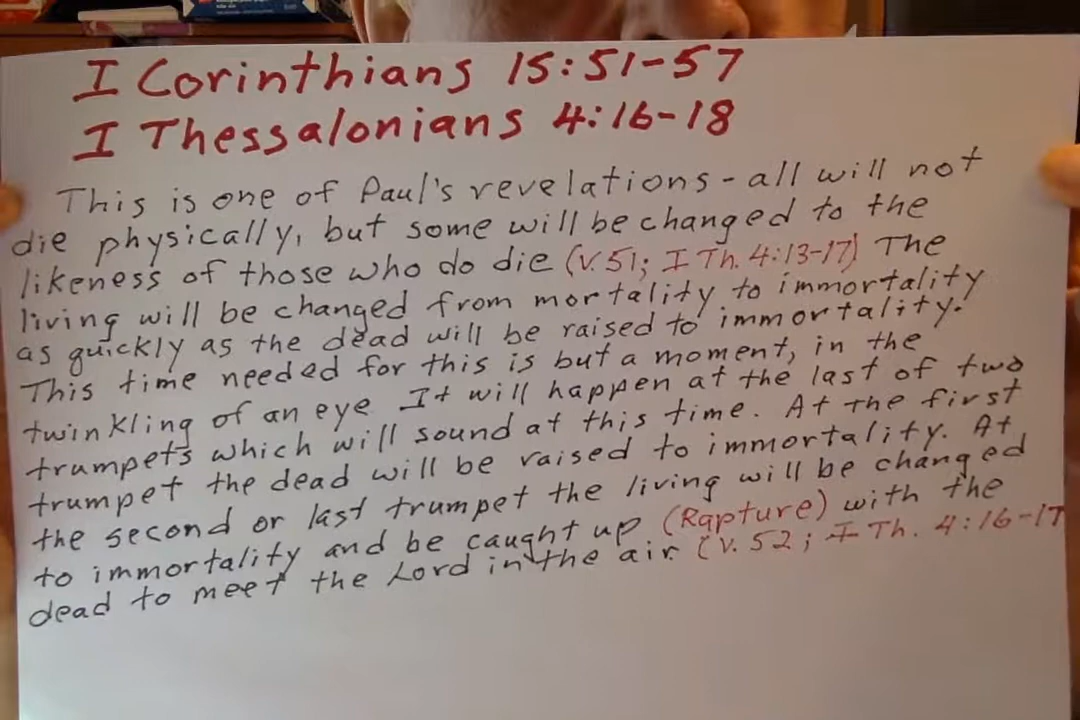 I Corinthians 15:51-57
I Thessalonians 4:16-18
This is one of Paul's revelations - all will not
die physically, but some will be changed to the
likeness of those who do die (v.51; I Th. 4:13-17) The
living will be changed from mortality to immortality
as quickly as the dead will be raised to immortality.
This time needed for this is but a moment, in the
twinkling of an eye. It will happen at the last of two
trumpets which will sound at this time. At the first
trumpet the dead will be raised to immortality. At
the second or last trumpet the living will be changed
to immortality and be caught up (Rapture) with the
dead to meet the Lord in the air. (v. 52; I Th. 4:16-17